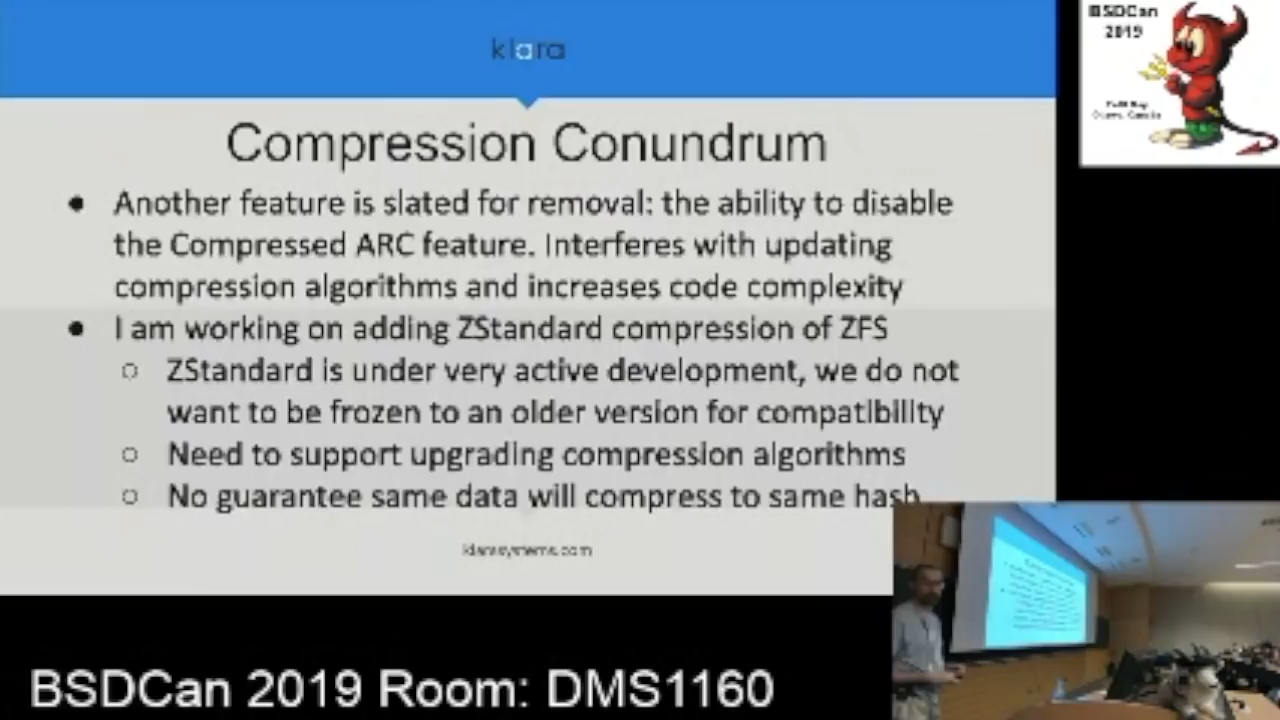 klara
BSDCan
2019
Compression Conundrum
● Another feature is slated for removal: the ability to disable
the Compressed ARC feature. Interferes with updating
compression algorithms and increases code complexity
● I am working on adding ZStandard compression of ZFS
○ ZStandard is under very active development, we do not
want to be frozen to an older version for compatibility
○ Need to support upgrading compression algorithms
○ No guarantee same data will compress to same hash
klarasystems.com
BSDCan 2019 Room: DMS1160